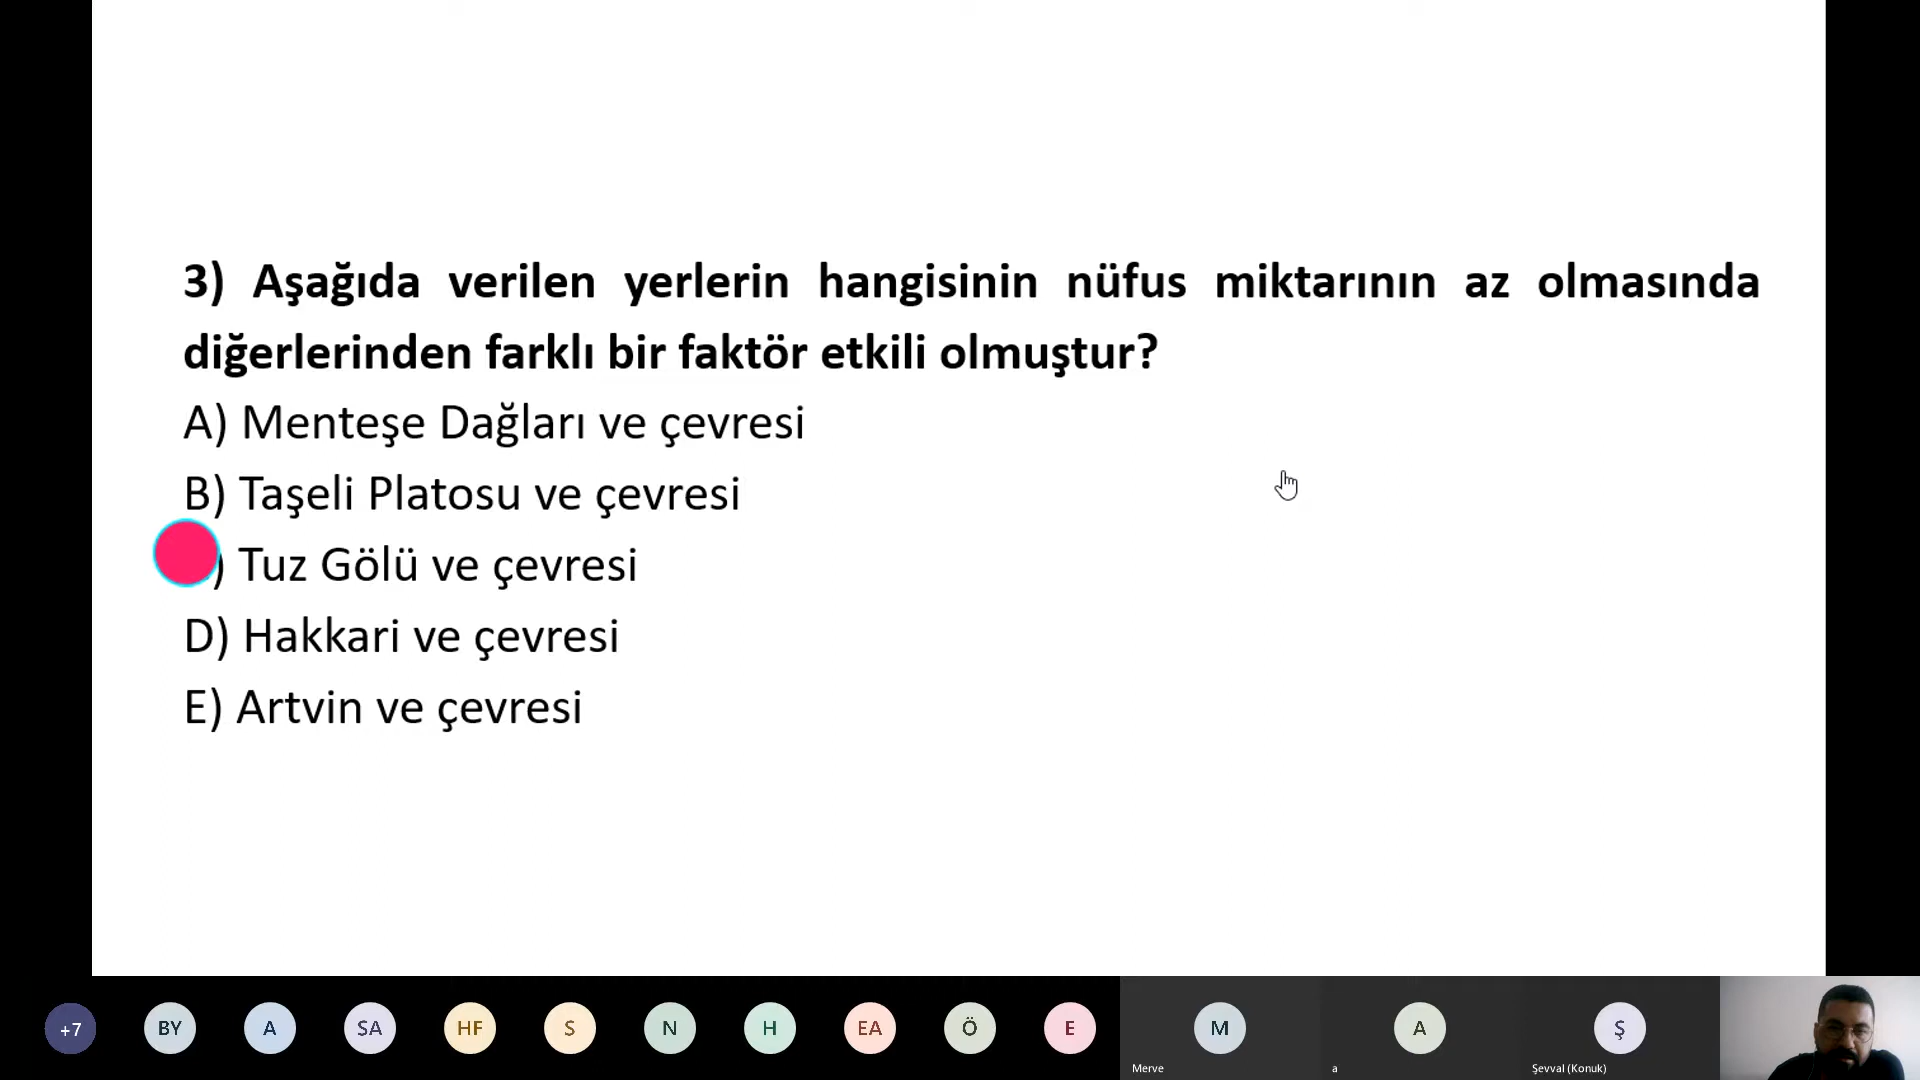 3) Aşağıda verilen yerlerin hangisinin nüfus miktarının az olmasında
diğerlerinden farklı bir faktör etkili olmuştur?
A) Menteşe Dağları ve çevresi
B) Taşeli Platosu ve çevresi
) Tuz Gölü ve çevresi
D) Hakkari ve çevresi
E) Artvin ve çevresi
+7 BY A SA HF S N H EA Ö E M A Ş
Merve a Şevval (Konuk)